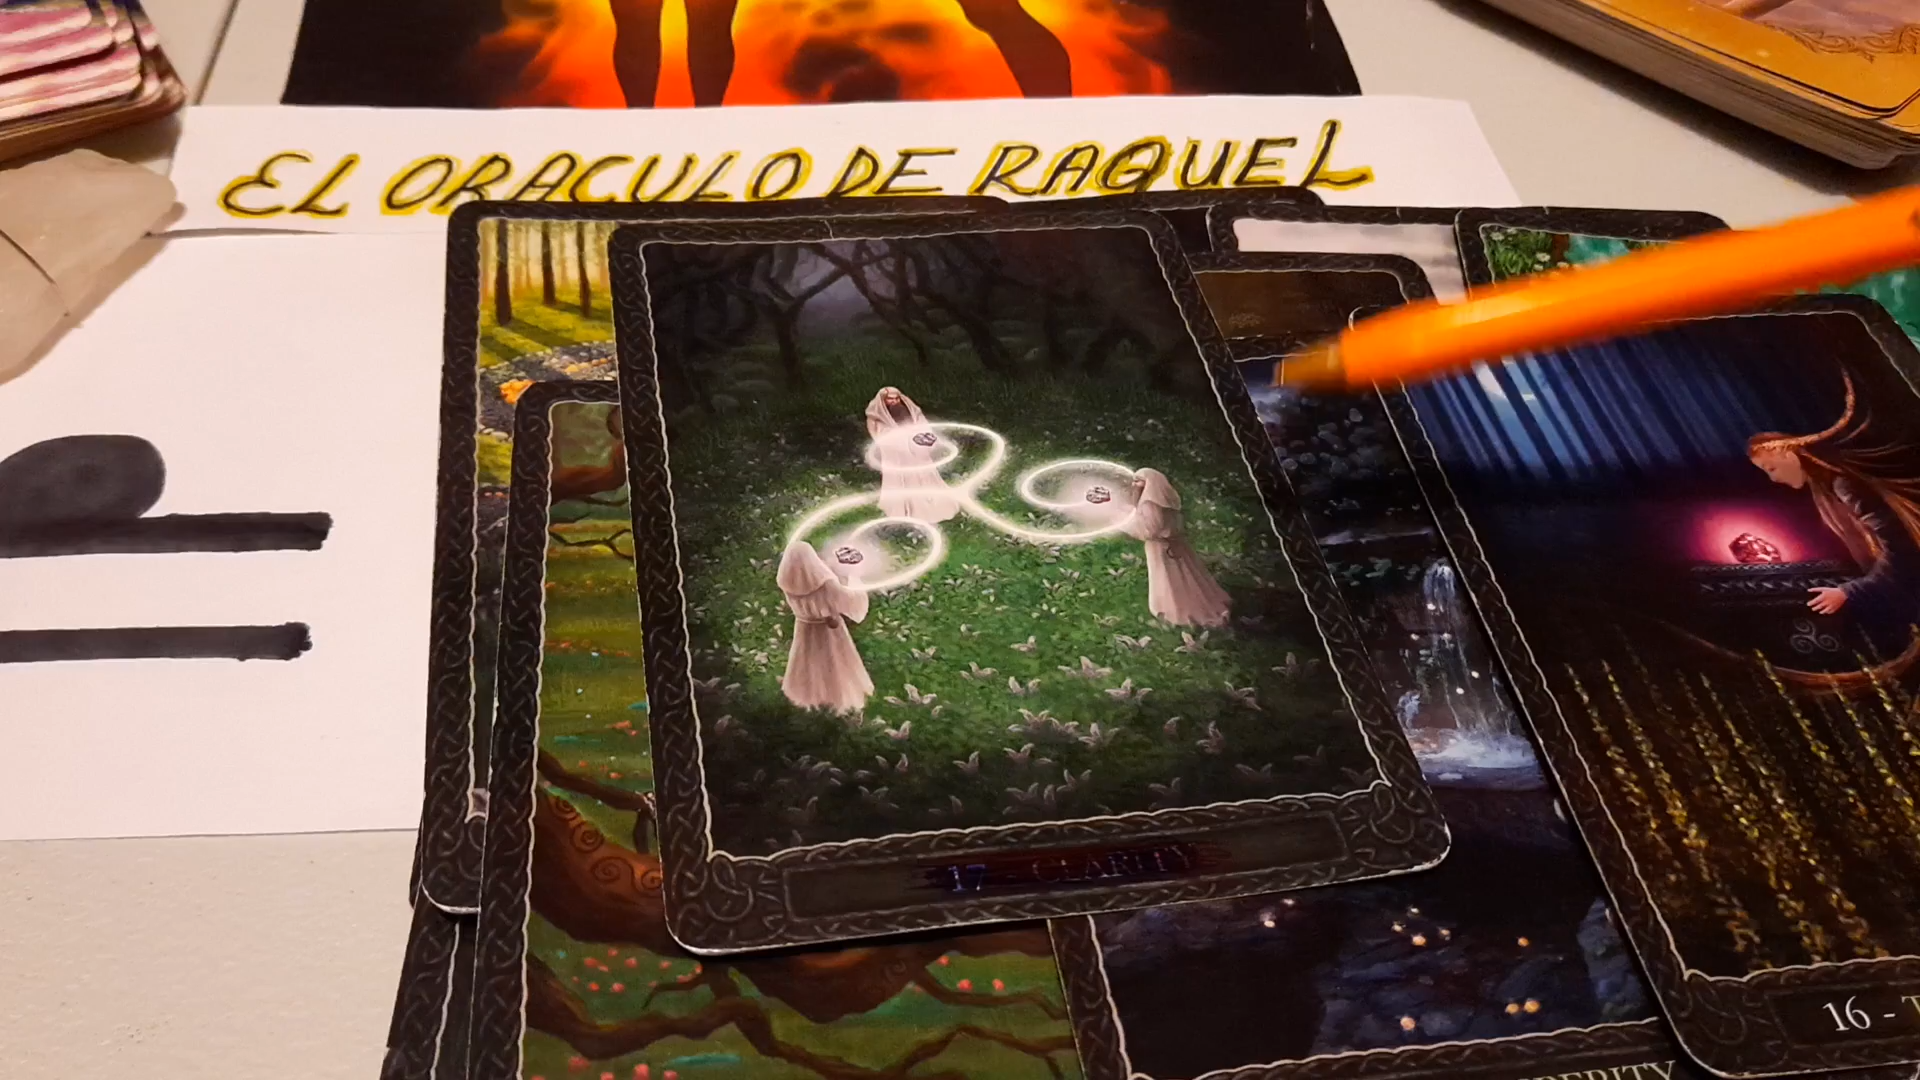 EL ORACULO DE RAQUEL
17 - CLARITY
16 -